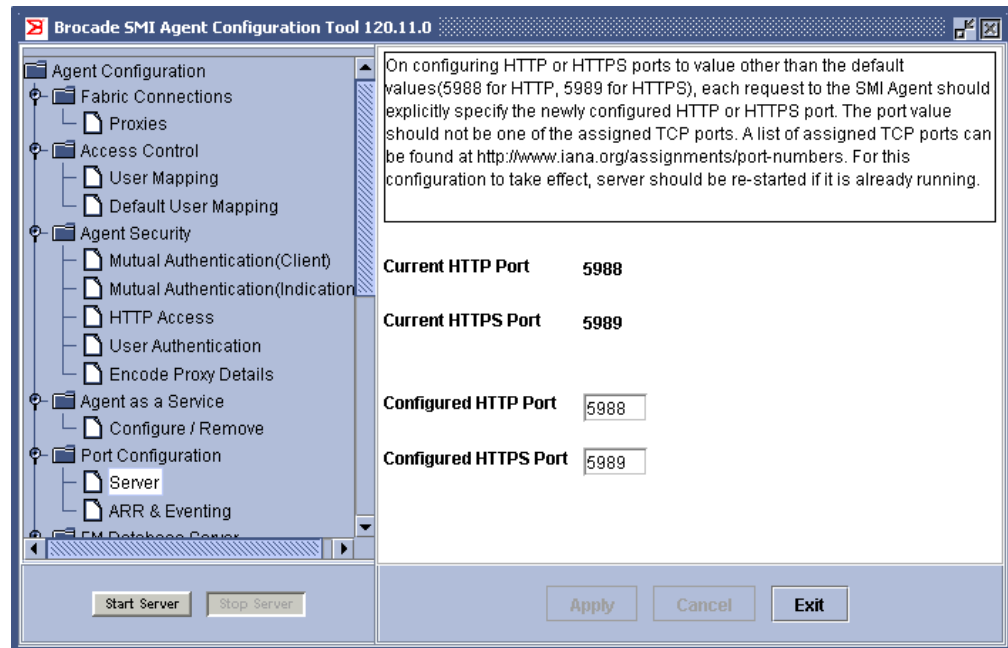 Brocade SMI Agent Configuration Tool 120.11.0
Agent Configuration
Fabric Connections
Proxies
Access Control
User Mapping
Default User Mapping
Agent Security
Mutual Authentication(Client)
Mutual Authentication(Indication
HTTP Access
User Authentication
Encode Proxy Details
Agent as a Service
Configure / Remove
Port Configuration
Server
ARR & Eventing
Start Server
Stop Server
On configuring HTTP or HTTPS ports to value other than the default
values(5988 for HTTP, 5989 for HTTPS), each request to the SMI Agent should
explicitly specify the newly configured HTTP or HTTPS port. The port value
should not be one of the assigned TCP ports. A list of assigned TCP ports can
be found at http://www.iana.org/assignments/port-numbers. For this
configuration to take effect, server should be re-started if it is already running.
Current HTTP Port 5988
Current HTTPS Port 5989
Configured HTTP Port 5988
Configured HTTPS Port 5989
Apply
Cancel
Exit